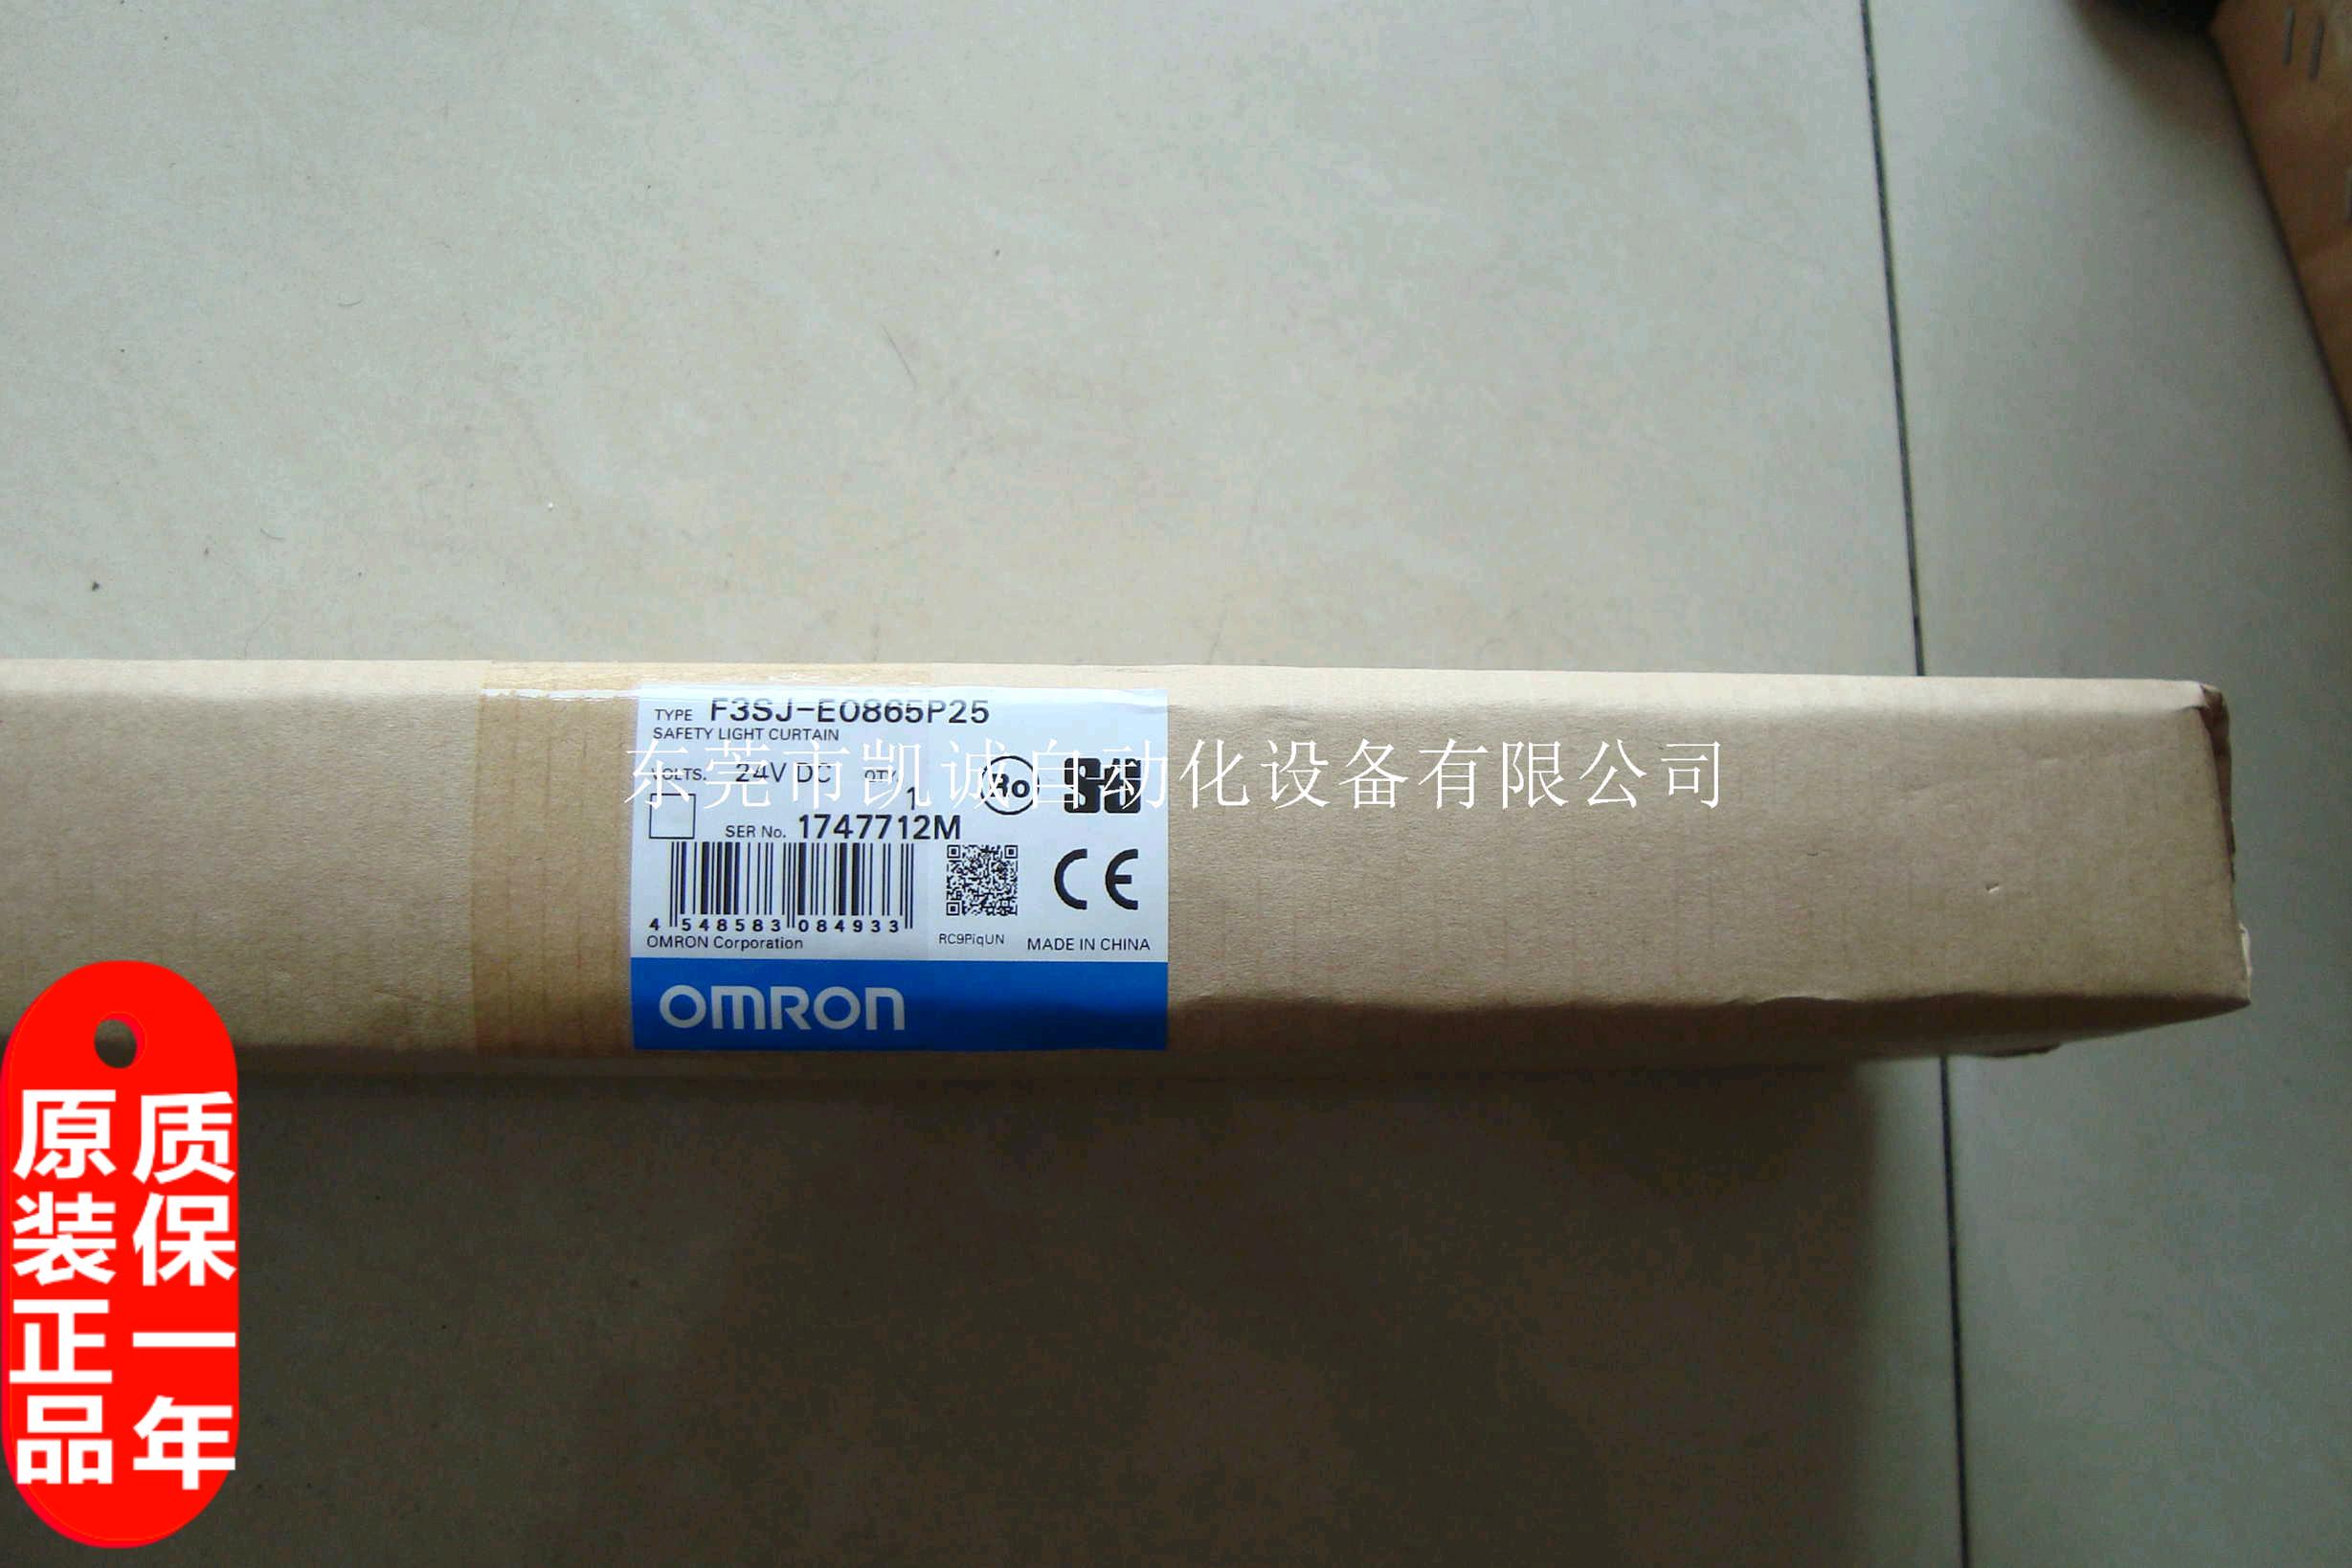 TYPE F3SJ-E0865P25
SAFETY LIGHT CURTAIN
东莞市凯诚自动化设备有限公司
VOLTS. 24V DC QTY. 1
SER No. 1747712M
4 548583 084933
OMRON Corporation
RC9PiqUN
MADE IN CHINA
CE
OMRON
原装正品
质保一年